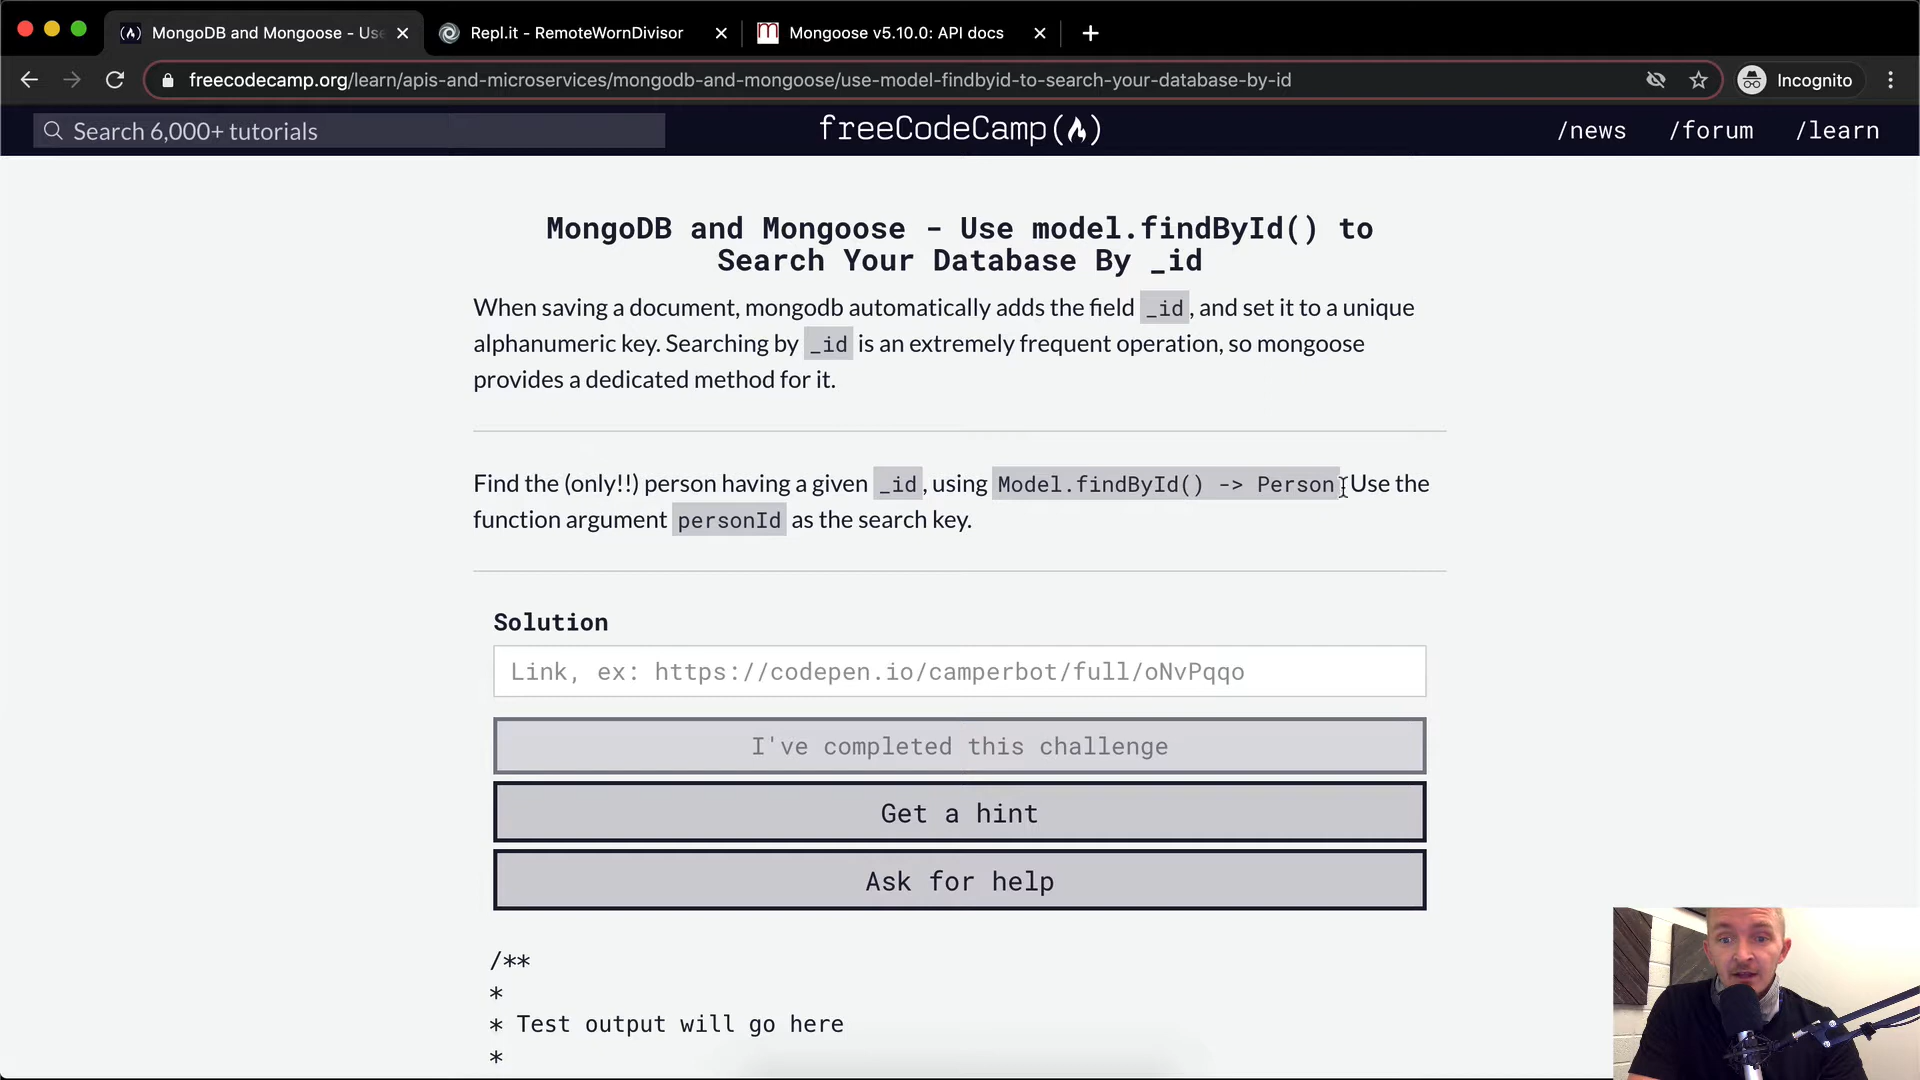 MongoDB and Mongoose - Use
Repl.it - RemoteWornDivisor
Mongoose v5.10.0: API docs
freecodecamp.org/learn/apis-and-microservices/mongodb-and-mongoose/use-model-findbyid-to-search-your-database-by-id
Incognito
Search 6,000+ tutorials
freeCodeCamp
/news
/forum
/learn
MongoDB and Mongoose - Use model.findById() to
Search Your Database By _id
When saving a document, mongodb automatically adds the field _id, and set it to a unique
alphanumeric key. Searching by _id is an extremely frequent operation, so mongoose
provides a dedicated method for it.
Find the (only!!) person having a given _id, using Model.findById() -> Person. Use the
function argument personId as the search key.
Solution
Link, ex: https://codepen.io/camperbot/full/oNvPqqo
I've completed this challenge
Get a hint
Ask for help
/**
*
* Test output will go here
*